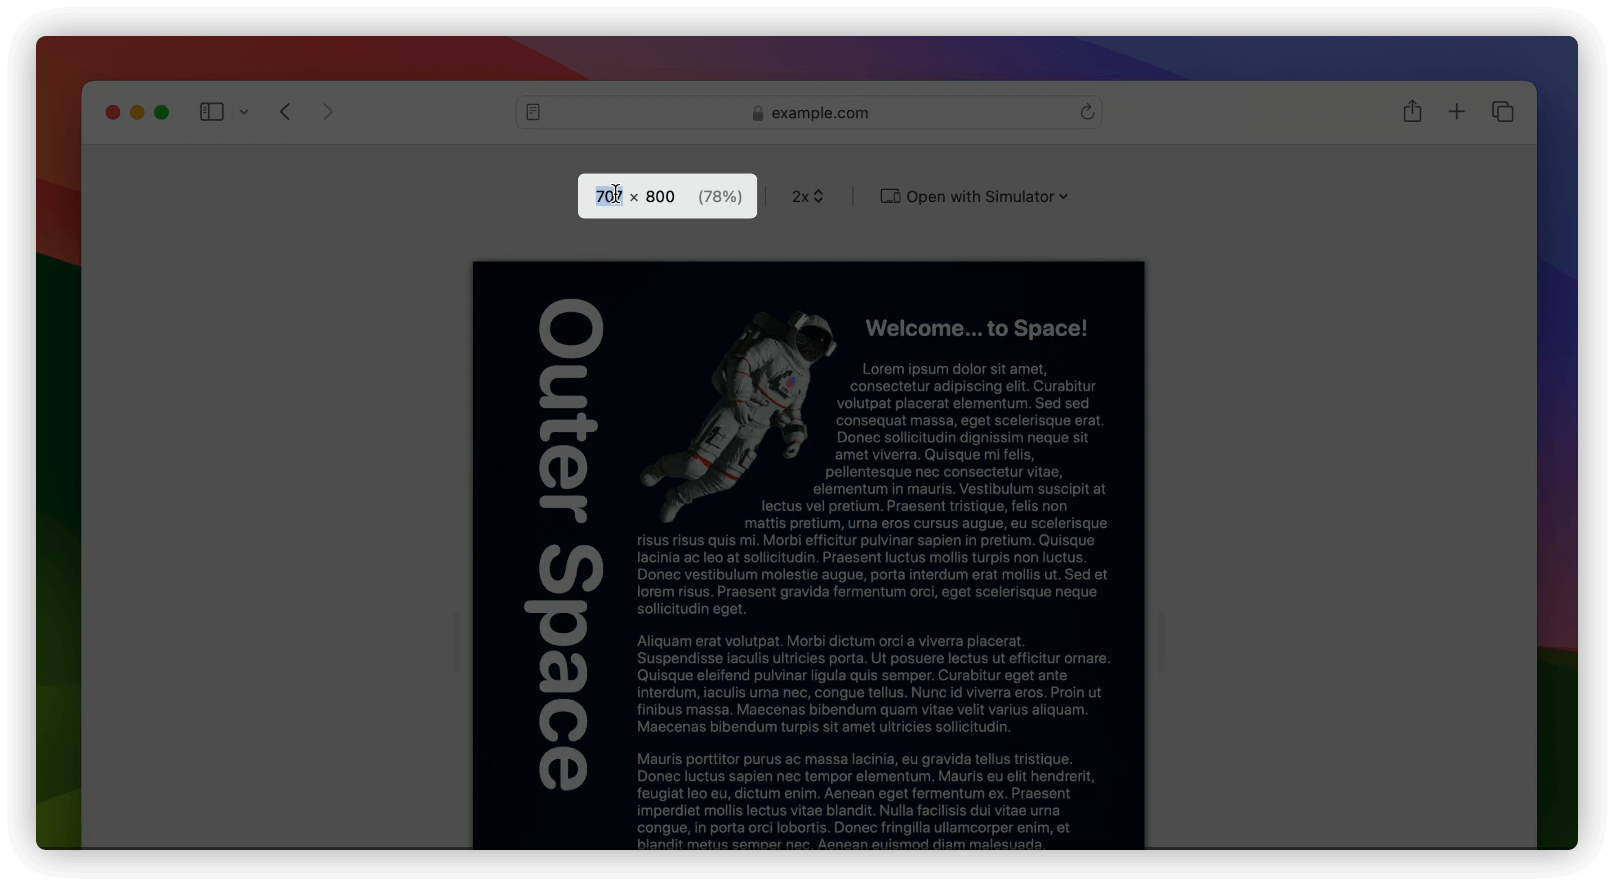 example.com
707 × 800 (78%)
2x
Open with Simulator
Outer Space
Welcome... to Space!
Lorem ipsum dolor sit amet,
consectetur adipiscing elit. Curabitur
volutpat placerat elementum. Sed sed
consequat massa, eget scelerisque erat.
Donec sollicitudin dignissim neque sit
amet viverra. Quisque mi felis,
pellentesque nec consectetur vitae,
elementum in mauris. Vestibulum suscipit at
lectus vel pretium. Praesent tristique, felis non
mattis pretium, urna eros cursus augue, eu scelerisque
risus risus quis mi. Morbi efficitur pulvinar sapien in pretium. Quisque
lacinia ac leo at sollicitudin. Praesent luctus mollis turpis non luctus.
Donec vestibulum molestie augue, porta interdum erat mollis ut. Sed et
lorem risus. Praesent gravida fermentum orci, eget scelerisque neque
sollicitudin eget.
Aliquam erat volutpat. Morbi dictum orci a viverra placerat.
Suspendisse iaculis ultricies porta. Ut posuere lectus ut efficitur ornare.
Quisque eleifend pulvinar ligula quis semper. Curabitur eget ante
interdum, iaculis urna nec, congue tellus. Nunc id viverra eros. Proin ut
finibus massa. Maecenas bibendum quam vitae velit varius aliquam.
Maecenas bibendum turpis sit amet ultricies sollicitudin.
Mauris porttitor purus ac massa lacinia, eu gravida tellus tristique.
Donec luctus sapien nec tempor elementum. Mauris eu elit hendrerit,
feugiat leo eu, dictum enim. Aenean eget fermentum ex. Praesent
imperdiet mollis lectus vitae blandit. Nulla facilisis dui vitae urna
congue, in porta orci lobortis. Donec fringilla ullamcorper enim, et
blandit metus semper nec. Aenean euismod diam malesuada,